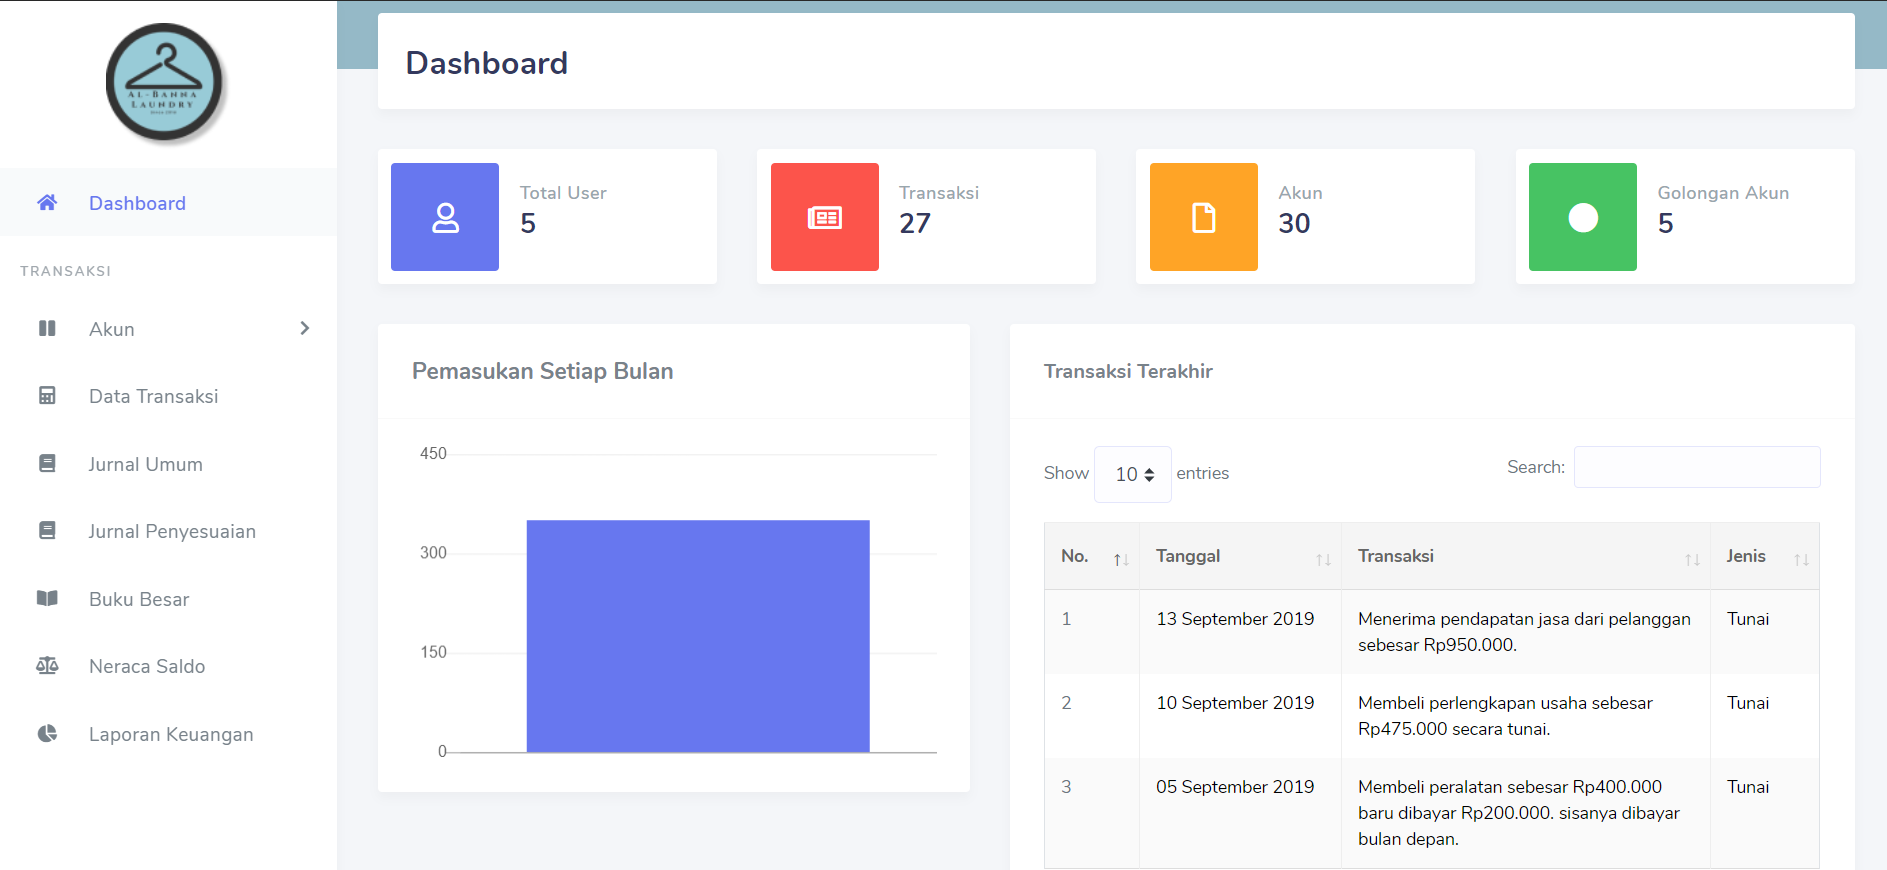 AL-BANNA
LAUNDRY
Dashboard
TRANSAKSI
Akun
Data Transaksi
Jurnal Umum
Jurnal Penyesuaian
Buku Besar
Neraca Saldo
Laporan Keuangan
Dashboard
Total User
5
Transaksi
27
Akun
30
Golongan Akun
5
Pemasukan Setiap Bulan
450
300
150
0
Transaksi Terakhir
Show 10 entries
Search:
No. Tanggal Transaksi Jenis
1 13 September 2019 Menerima pendapatan jasa dari pelanggan Tunai
sebesar Rp950.000.
2 10 September 2019 Membeli perlengkapan usaha sebesar Tunai
Rp475.000 secara tunai.
3 05 September 2019 Membeli peralatan sebesar Rp400.000 Tunai
baru dibayar Rp200.000. sisanya dibayar
bulan depan.